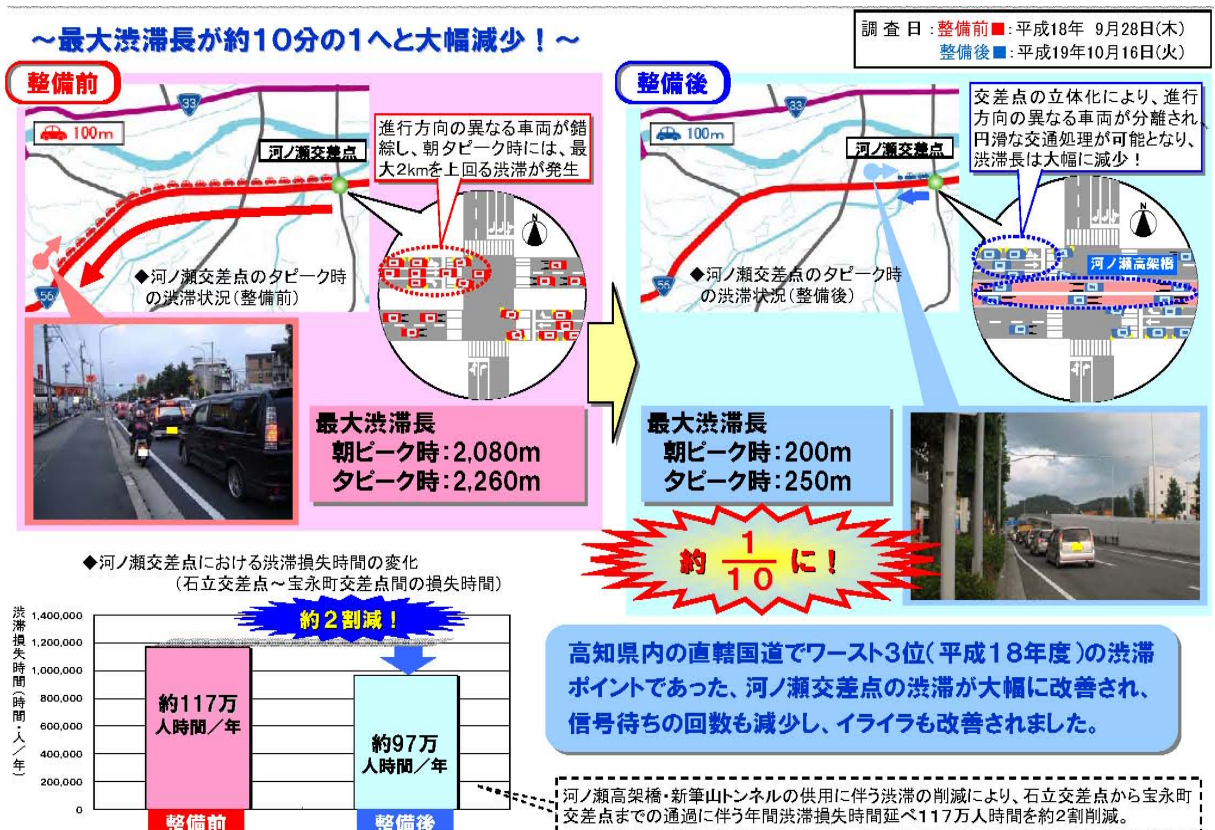 ～最大渋滞長が約10分の1へと大幅減少！～
調査日：整備前■：平成18年 9月28日(木)
整備後■：平成19年10月16日(火)
整備前
33
100m
河ノ瀬交差点
進行方向の異なる車両が錯
綜し、朝夕ピーク時には、最
大2kmを上回る渋滞が発生
N
56
◆河ノ瀬交差点の夕ピーク時
の渋滞状況(整備前)
最大渋滞長
朝ピーク時：2,080m
夕ピーク時：2,260m
整備後
33
100m
河ノ瀬交差点
交差点の立体化により、進行
方向の異なる車両が分離され、
円滑な交通処理が可能となり、
渋滞長は大幅に減少！
N
河ノ瀬高架橋
56
◆河ノ瀬交差点の夕ピーク時
の渋滞状況(整備後)
最大渋滞長
朝ピーク時：200m
夕ピーク時：250m
約 1/10 に！
◆河ノ瀬交差点における渋滞損失時間の変化
(石立交差点～宝永町交差点間の損失時間)
渋滞損失時間(時間・人／年)
1,400,000
1,200,000
1,000,000
800,000
600,000
400,000
200,000
0
約2割減！
約117万
人時間／年
約97万
人時間／年
整備前
整備後
高知県内の直轄国道でワースト3位(平成18年度)の渋滞
ポイントであった、河ノ瀬交差点の渋滞が大幅に改善され、
信号待ちの回数も減少し、イライラも改善されました。
河ノ瀬高架橋・新筆山トンネルの供用に伴う渋滞の削減により、石立交差点から宝永町
交差点までの通過に伴う年間渋滞損失時間延べ117万人時間を約2割削減。